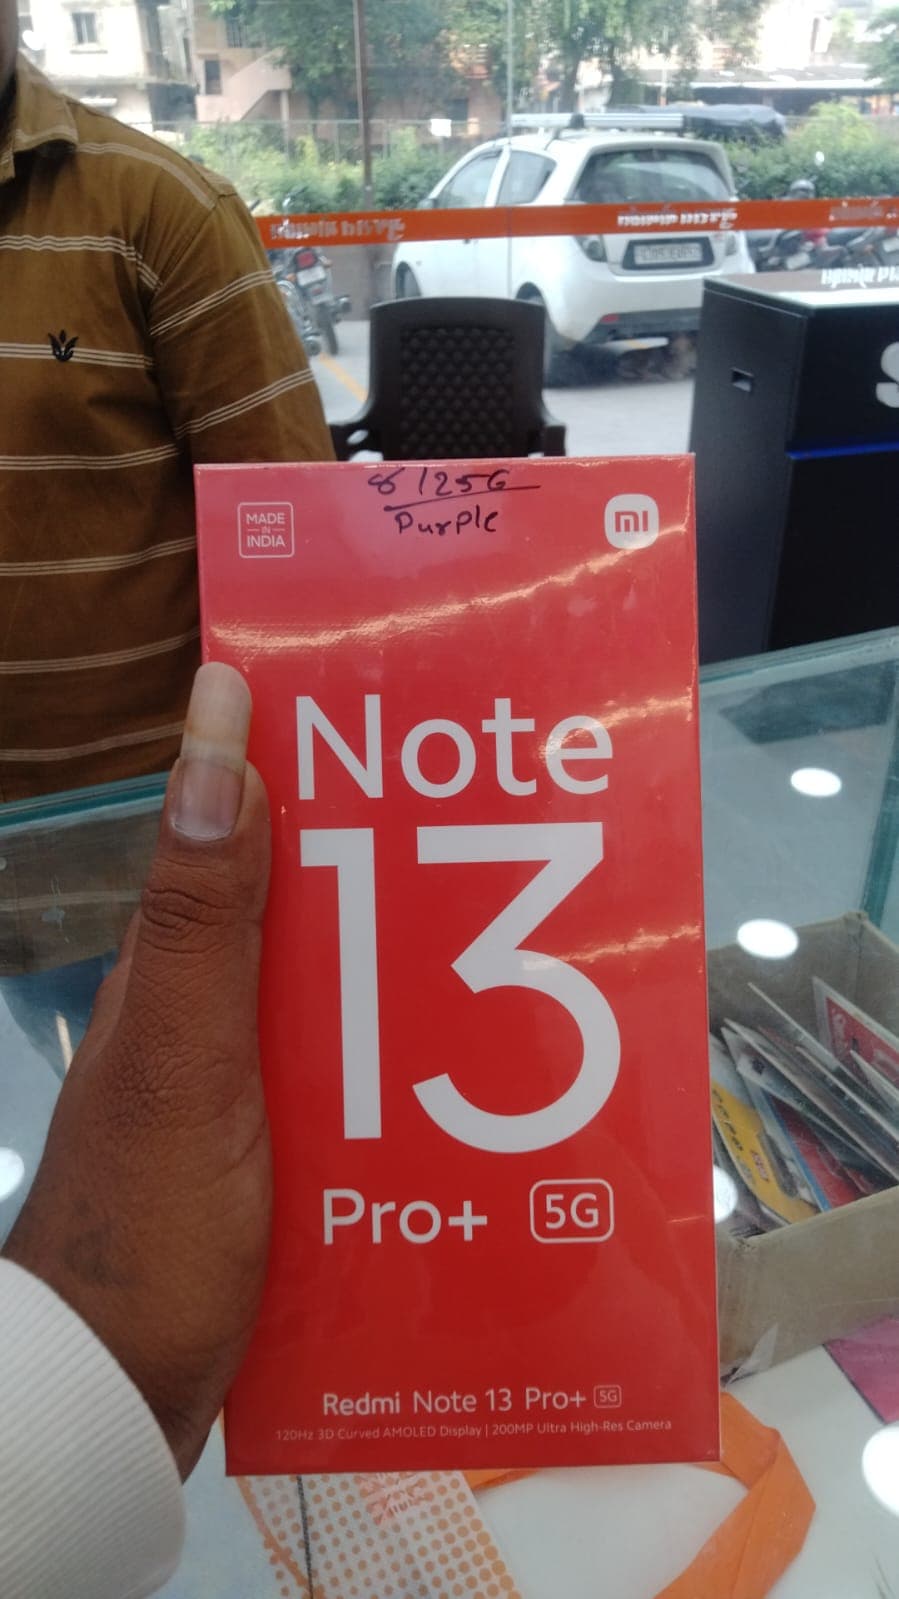 8/256
Purple
MADE
IN
INDIA
mi
Note
13
Pro+ 5G
Redmi Note 13 Pro+ 5G
120Hz 3D Curved AMOLED Display | 200MP Ultra High-Res Camera